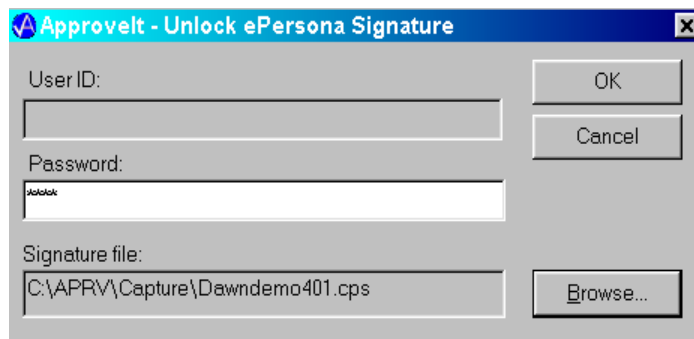 ApproveIt - Unlock ePersona Signature
User ID:
OK
Cancel
Password:
****
Signature file:
C:\APRV\Capture\Dawndemo401.cps
Browse...